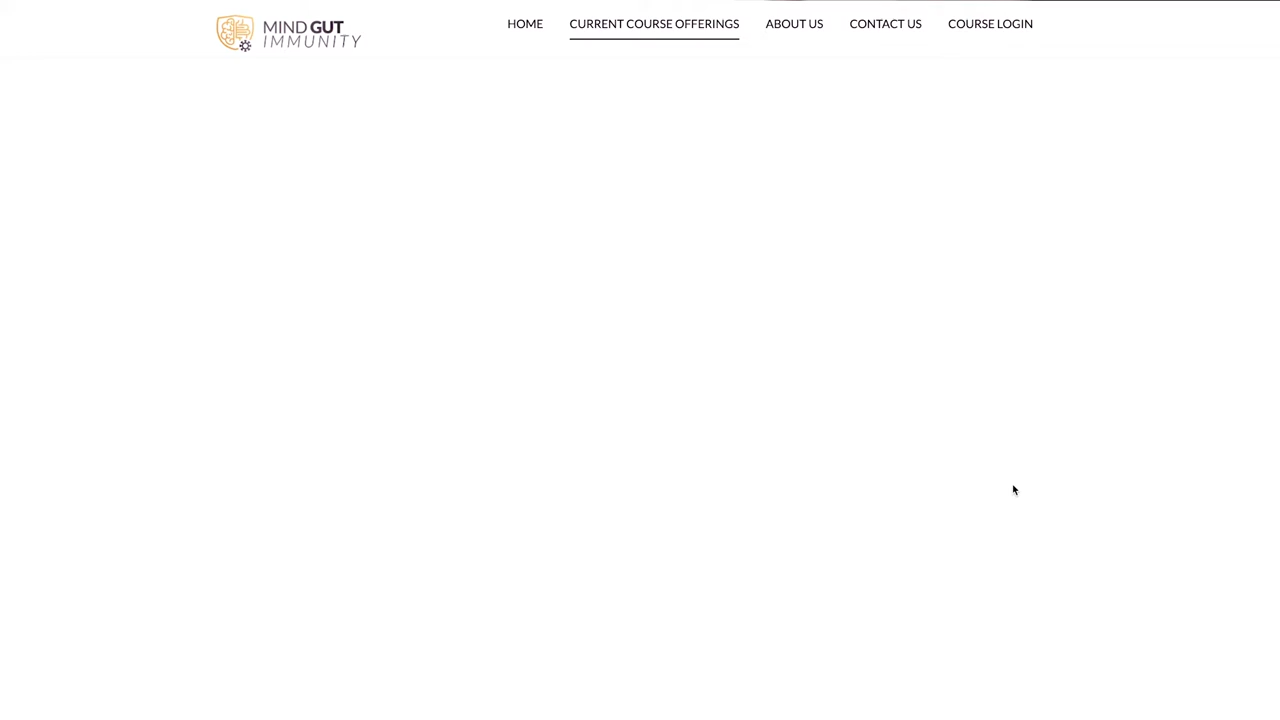 MIND GUT
IMMUNITY
HOME CURRENT COURSE OFFERINGS ABOUT US CONTACT US COURSE LOGIN